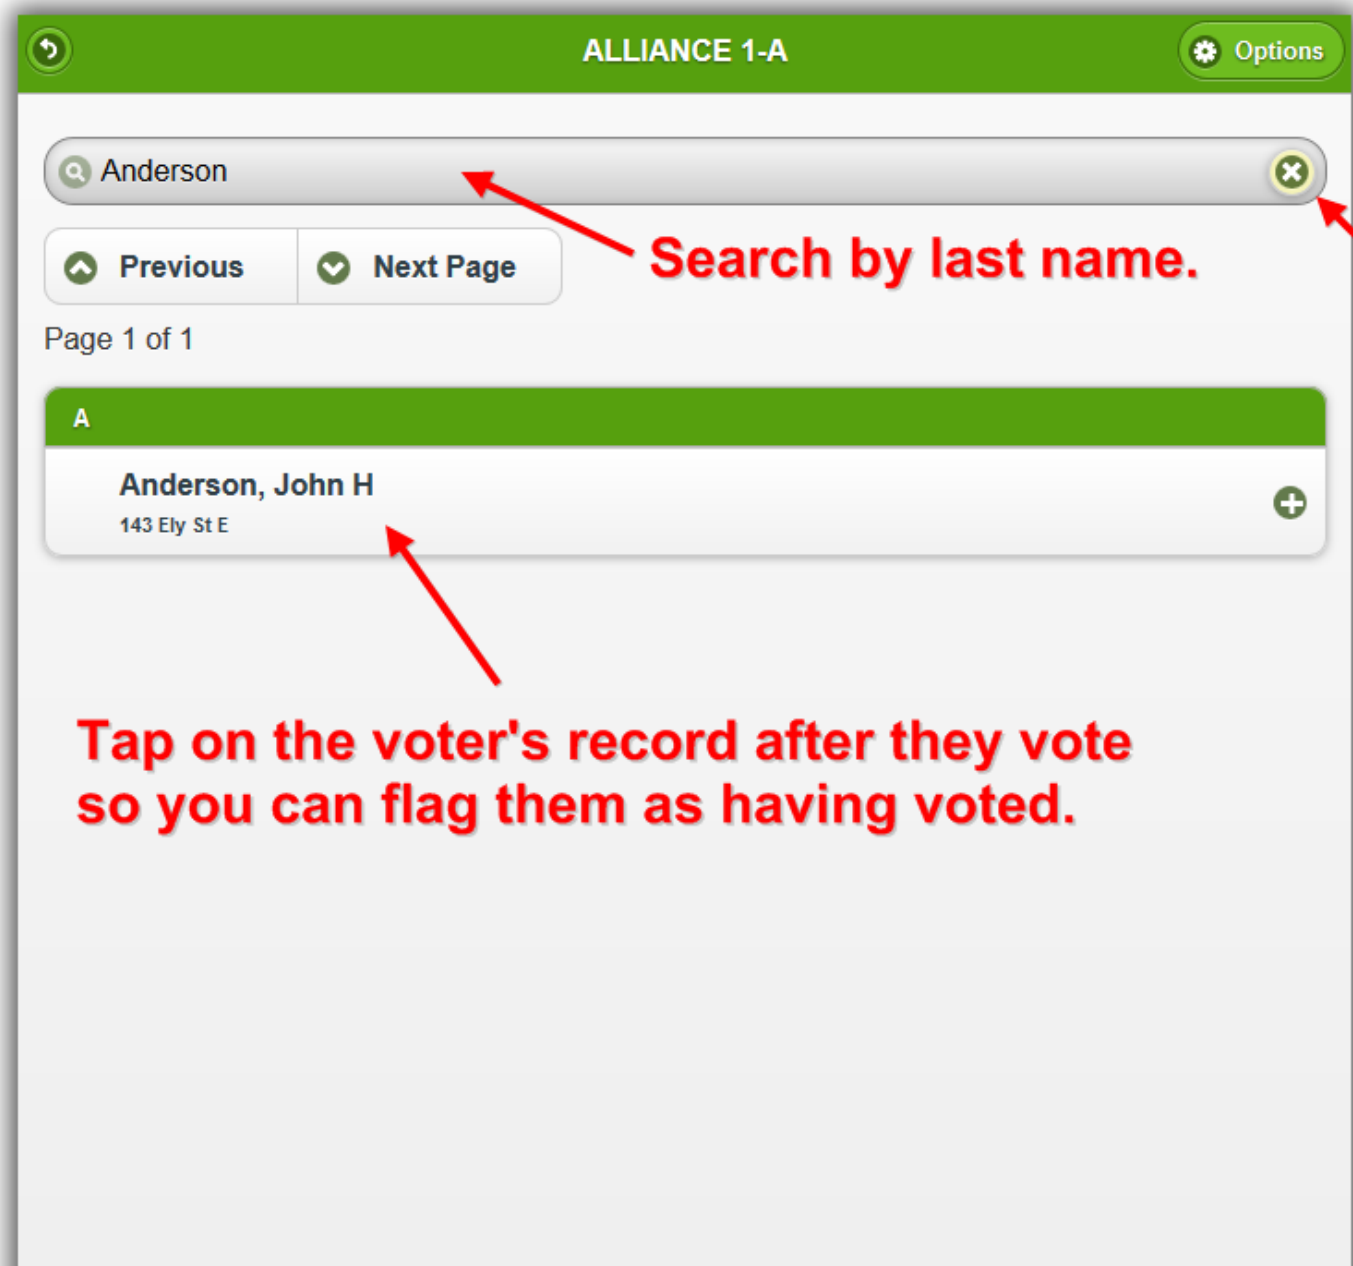 ALLIANCE 1-A
Options
Anderson
Search by last name.
Previous
Next Page
Page 1 of 1
A
Anderson, John H
143 Ely St E
Tap on the voter's record after they vote
so you can flag them as having voted.